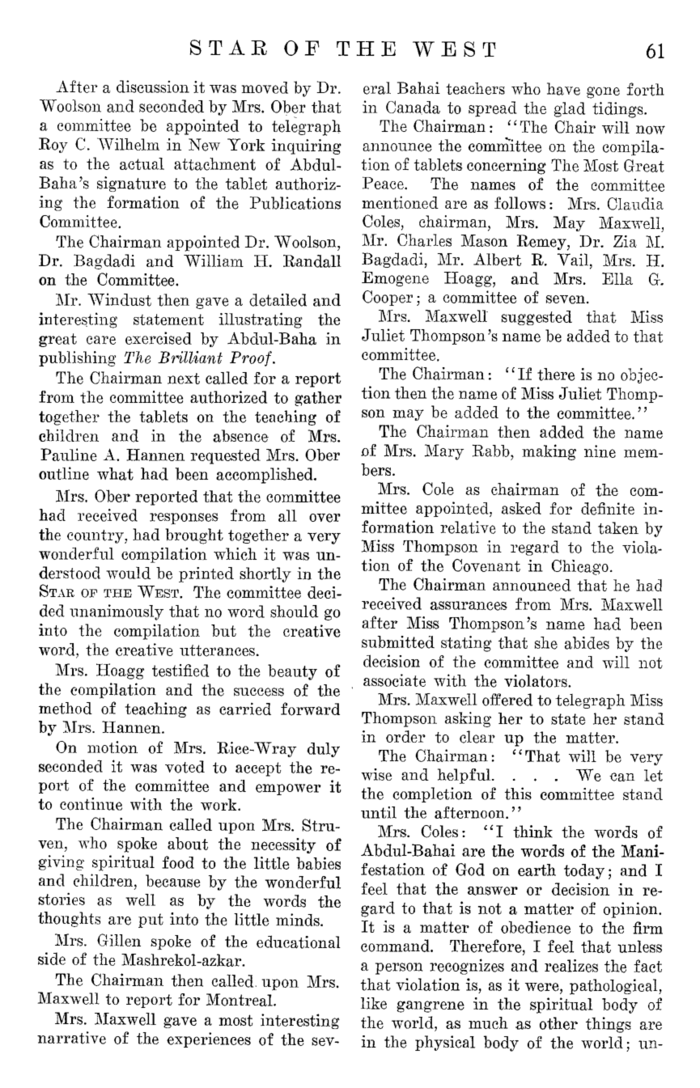 STAR OF THE WEST 61
After a discussion it was moved by Dr.
Woolson and seconded by Mrs. Ober that
a committee be appointed to telegraph
Roy C. Wilhelm in New York inquiring
as to the actual attachment of Abdul-
Baha's signature to the tablet authoriz-
ing the formation of the Publications
Committee.
The Chairman appointed Dr. Woolson,
Dr. Bagdadi and William H. Randall
on the Committee.
Mr. Windust then gave a detailed and
interesting statement illustrating the
great care exercised by Abdul-Baha in
publishing The Brilliant Proof.
The Chairman next called for a report
from the committee authorized to gather
together the tablets on the teaching of
children and in the absence of Mrs.
Pauline A. Hannen requested Mrs. Ober
outline what had been accomplished.
Mrs. Ober reported that the committee
had received responses from all over
the country, had brought together a very
wonderful compilation which it was un-
derstood would be printed shortly in the
STAR OF THE WEST. The committee deci-
ded unanimously that no word should go
into the compilation but the creative
word, the creative utterances.
Mrs. Hoagg testified to the beauty of
the compilation and the success of the
method of teaching as carried forward
by Mrs. Hannen.
On motion of Mrs. Rice-Wray duly
seconded it was voted to accept the re-
port of the committee and empower it
to continue with the work.
The Chairman called upon Mrs. Stru-
ven, who spoke about the necessity of
giving spiritual food to the little babies
and children, because by the wonderful
stories as well as by the words the
thoughts are put into the little minds.
Mrs. Gillen spoke of the educational
side of the Mashrekol-azkar.
The Chairman then called upon Mrs.
Maxwell to report for Montreal.
Mrs. Maxwell gave a most interesting
narrative of the experiences of the sev-
eral Bahai teachers who have gone forth
in Canada to spread the glad tidings.
The Chairman: "The Chair will now
announce the committee on the compila-
tion of tablets concerning The Most Great
Peace. The names of the committee
mentioned are as follows: Mrs. Claudia
Coles, chairman, Mrs. May Maxwell,
Mr. Charles Mason Remey, Dr. Zia M.
Bagdadi, Mr. Albert R. Vail, Mrs. H.
Emogene Hoagg, and Mrs. Ella G.
Cooper; a committee of seven.
Mrs. Maxwell suggested that Miss
Juliet Thompson's name be added to that
committee.
The Chairman: "If there is no objec-
tion then the name of Miss Juliet Thomp-
son may be added to the committee."
The Chairman then added the name
of Mrs. Mary Rabb, making nine mem-
bers.
Mrs. Cole as chairman of the com-
mittee appointed, asked for definite in-
formation relative to the stand taken by
Miss Thompson in regard to the viola-
tion of the Covenant in Chicago.
The Chairman announced that he had
received assurances from Mrs. Maxwell
after Miss Thompson's name had been
submitted stating that she abides by the
decision of the committee and will not
associate with the violators.
Mrs. Maxwell offered to telegraph Miss
Thompson asking her to state her stand
in order to clear up the matter.
The Chairman: "That will be very
wise and helpful. . . . We can let
the completion of this committee stand
until the afternoon."
Mrs. Coles: "I think the words of
Abdul-Bahai are the words of the Mani-
festation of God on earth today; and I
feel that the answer or decision in re-
gard to that is not a matter of opinion.
It is a matter of obedience to the firm
command. Therefore, I feel that unless
a person recognizes and realizes the fact
that violation is, as it were, pathological,
like gangrene in the spiritual body of
the world, as much as other things are
in the physical body of the world; un-